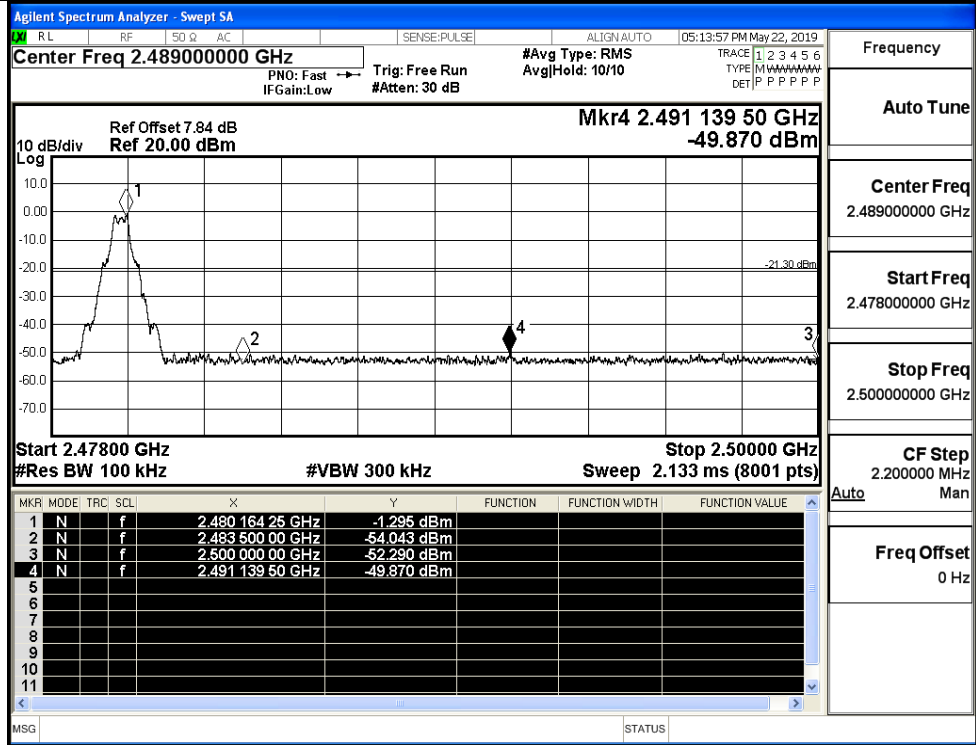 Agilent Spectrum Analyzer - Swept SA
LXI RL RF 50 Ω AC SENSE:PULSE ALIGN AUTO 05:13:57 PM May 22, 2019
Center Freq 2.489000000 GHz
PNO: Fast
IFGain:Low
Trig: Free Run
#Atten: 30 dB
#Avg Type: RMS
Avg|Hold: 10/10
TRACE 1 2 3 4 5 6
TYPE M WWWWW
DET P P P P P P
Mkr4 2.491 139 50 GHz
-49.870 dBm
Ref Offset 7.84 dB
10 dB/div Ref 20.00 dBm
Log
10.0
0.00
-10.0
-20.0
-30.0
-40.0
-50.0
-60.0
-70.0
1
2
4
3
-21.30 dBm
Start 2.47800 GHz Stop 2.50000 GHz
#Res BW 100 kHz #VBW 300 kHz Sweep 2.133 ms (8001 pts)
MKR MODE TRC SCL X Y FUNCTION FUNCTION WIDTH FUNCTION VALUE
1 N f 2.480 164 25 GHz -1.295 dBm
2 N f 2.483 500 00 GHz -54.043 dBm
3 N f 2.500 000 00 GHz -52.290 dBm
4 N f 2.491 139 50 GHz -49.870 dBm
5
6
7
8
9
10
11
MSG STATUS
Frequency
Auto Tune
Center Freq
2.489000000 GHz
Start Freq
2.478000000 GHz
Stop Freq
2.500000000 GHz
CF Step
2.200000 MHz
Auto Man
Freq Offset
0 Hz